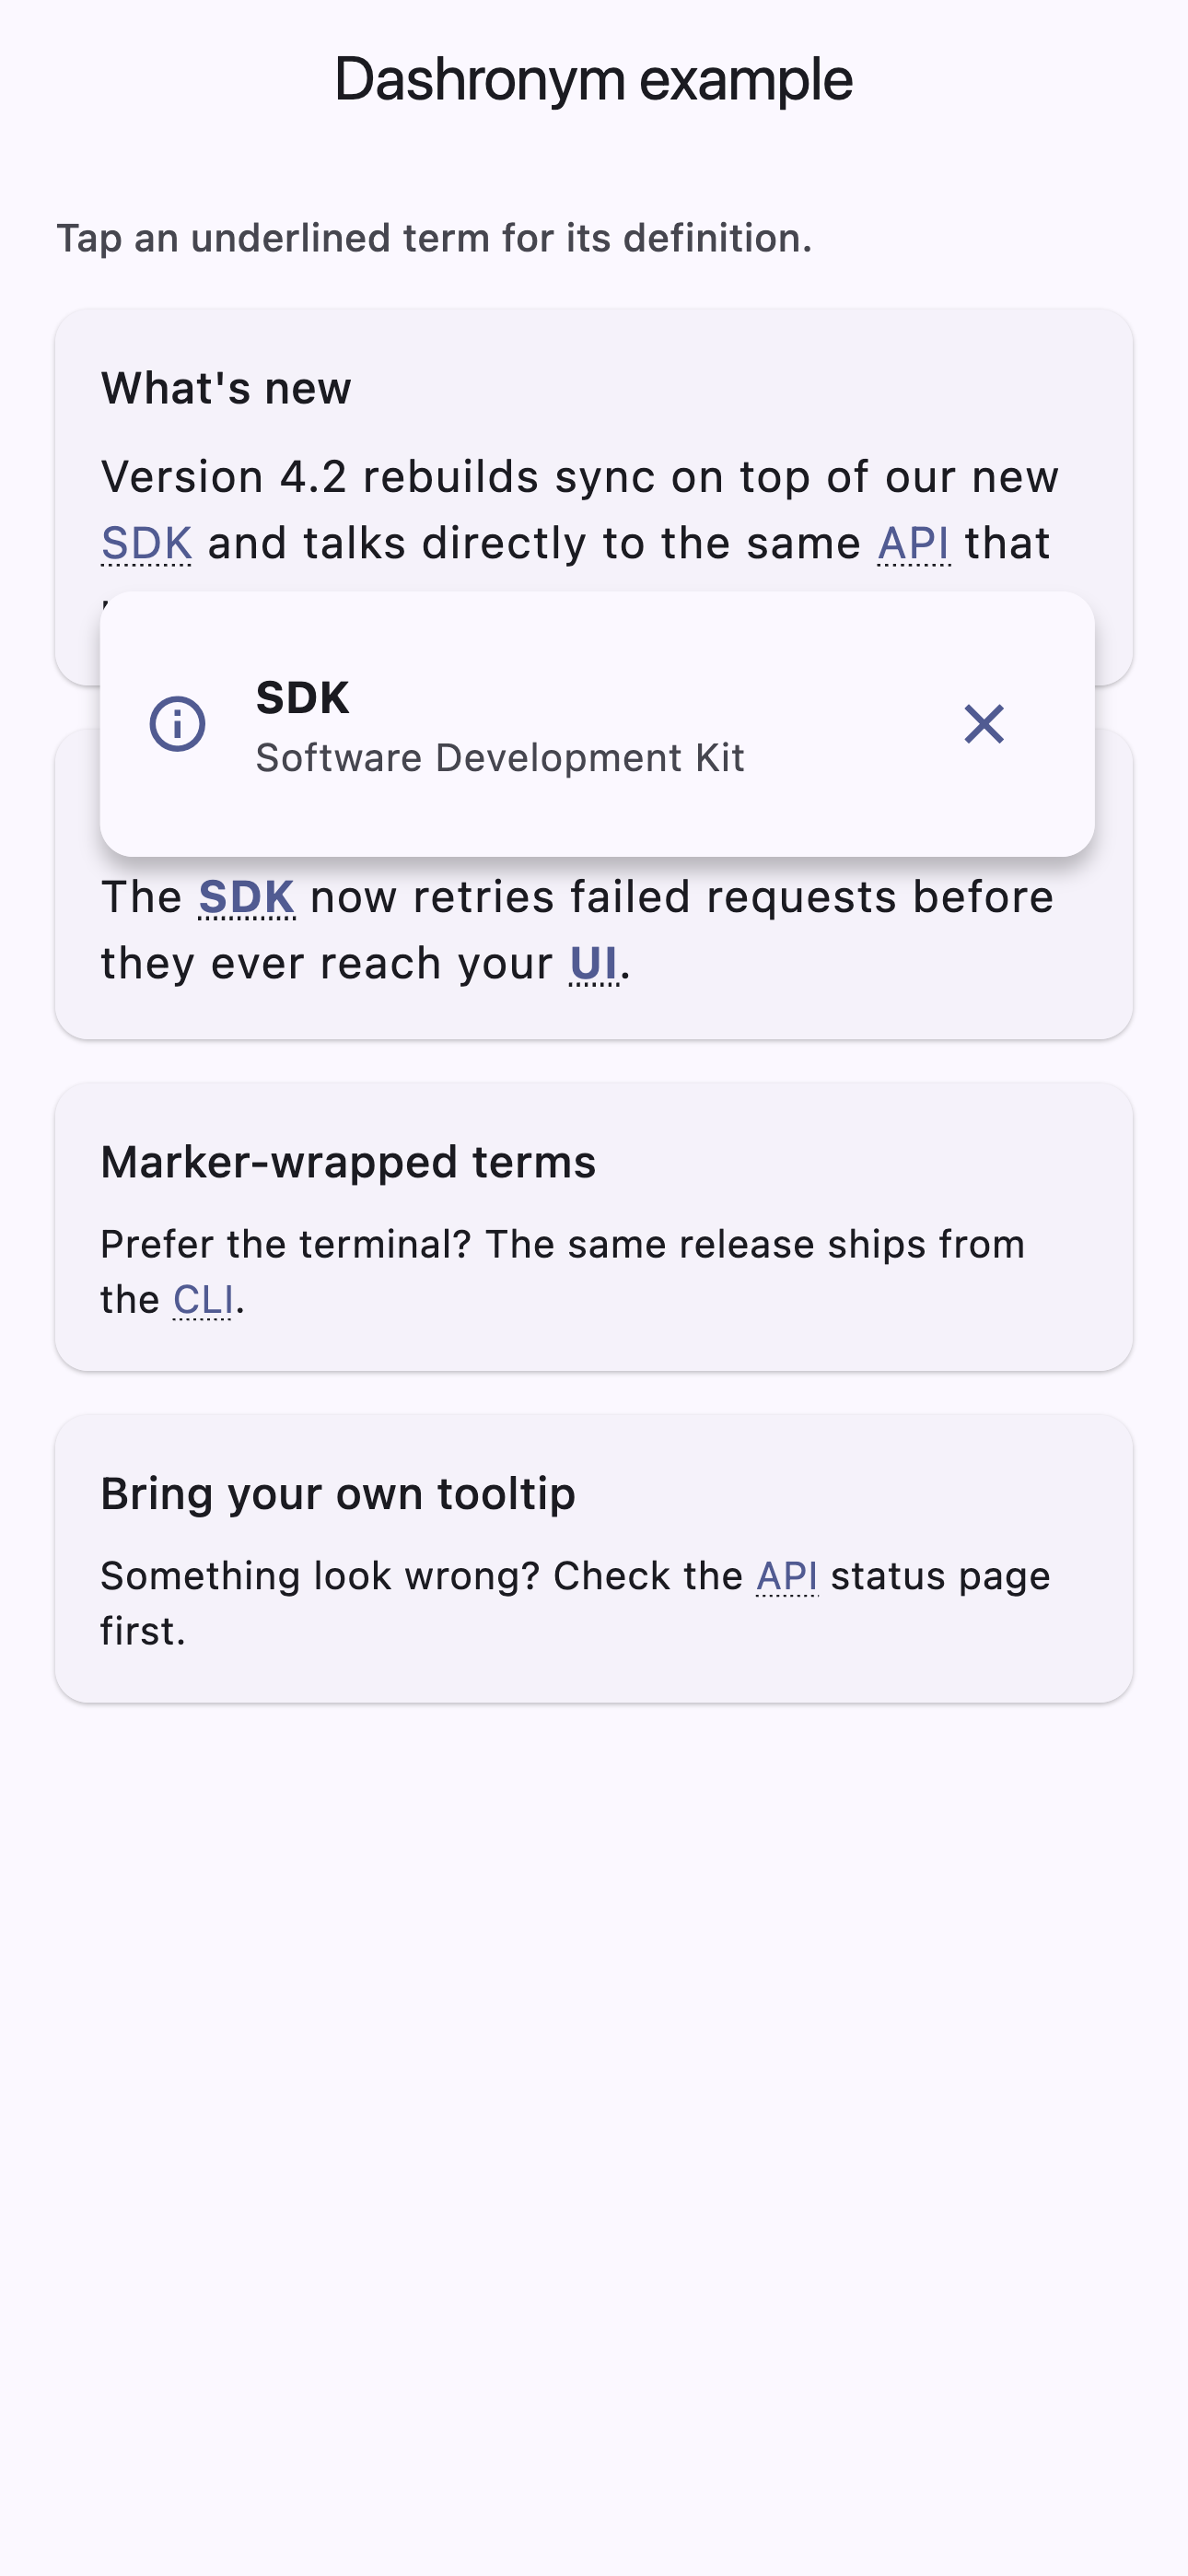 Dashronym example
Tap an underlined term for its definition.
What's new
Version 4.2 rebuilds sync on top of our new
SDK and talks directly to the same API that
SDK
Software Development Kit
The SDK now retries failed requests before
they ever reach your UI.
Marker-wrapped terms
Prefer the terminal? The same release ships from
the CLI.
Bring your own tooltip
Something look wrong? Check the API status page
first.